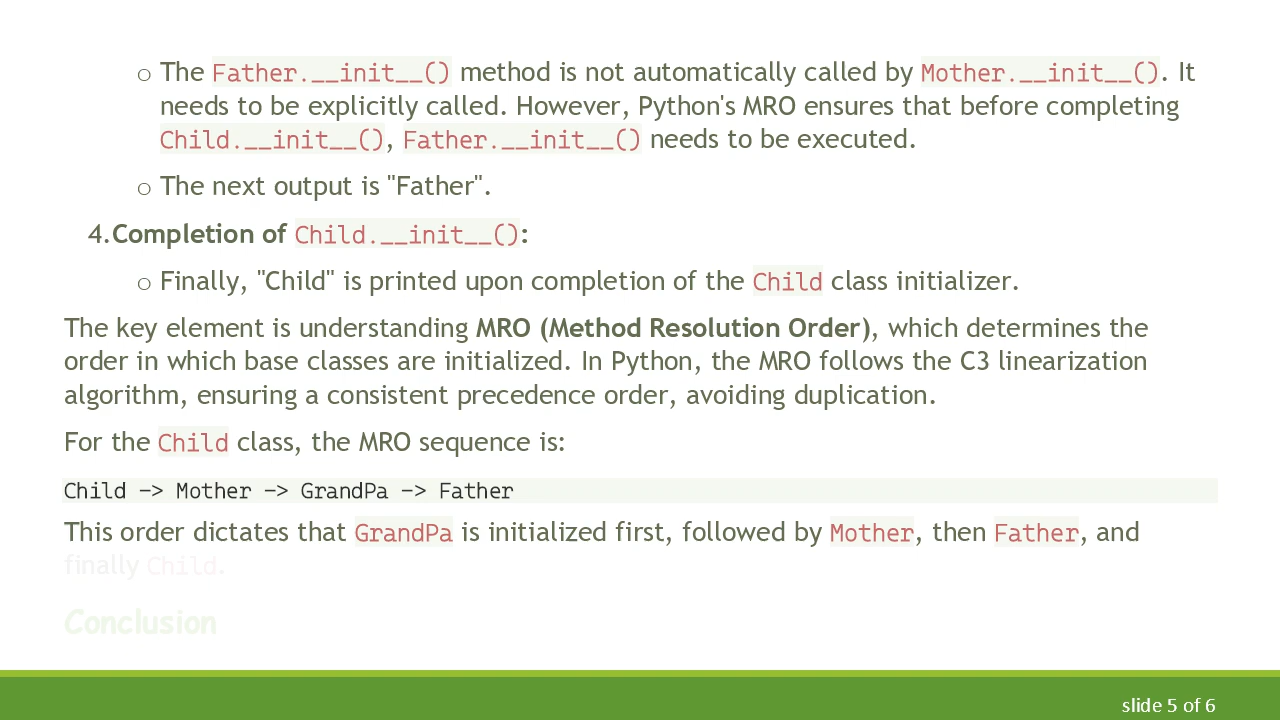 o The Father.__init__() method is not automatically called by Mother.__init__(). It
needs to be explicitly called. However, Python's MRO ensures that before completing
Child.__init__(), Father.__init__() needs to be executed.
o The next output is "Father".
4.Completion of Child.__init__():
o Finally, "Child" is printed upon completion of the Child class initializer.
The key element is understanding MRO (Method Resolution Order), which determines the
order in which base classes are initialized. In Python, the MRO follows the C3 linearization
algorithm, ensuring a consistent precedence order, avoiding duplication.
For the Child class, the MRO sequence is:
Child -> Mother -> GrandPa -> Father
This order dictates that GrandPa is initialized first, followed by Mother, then Father, and
finally Child.
Conclusion
slide 5 of 6